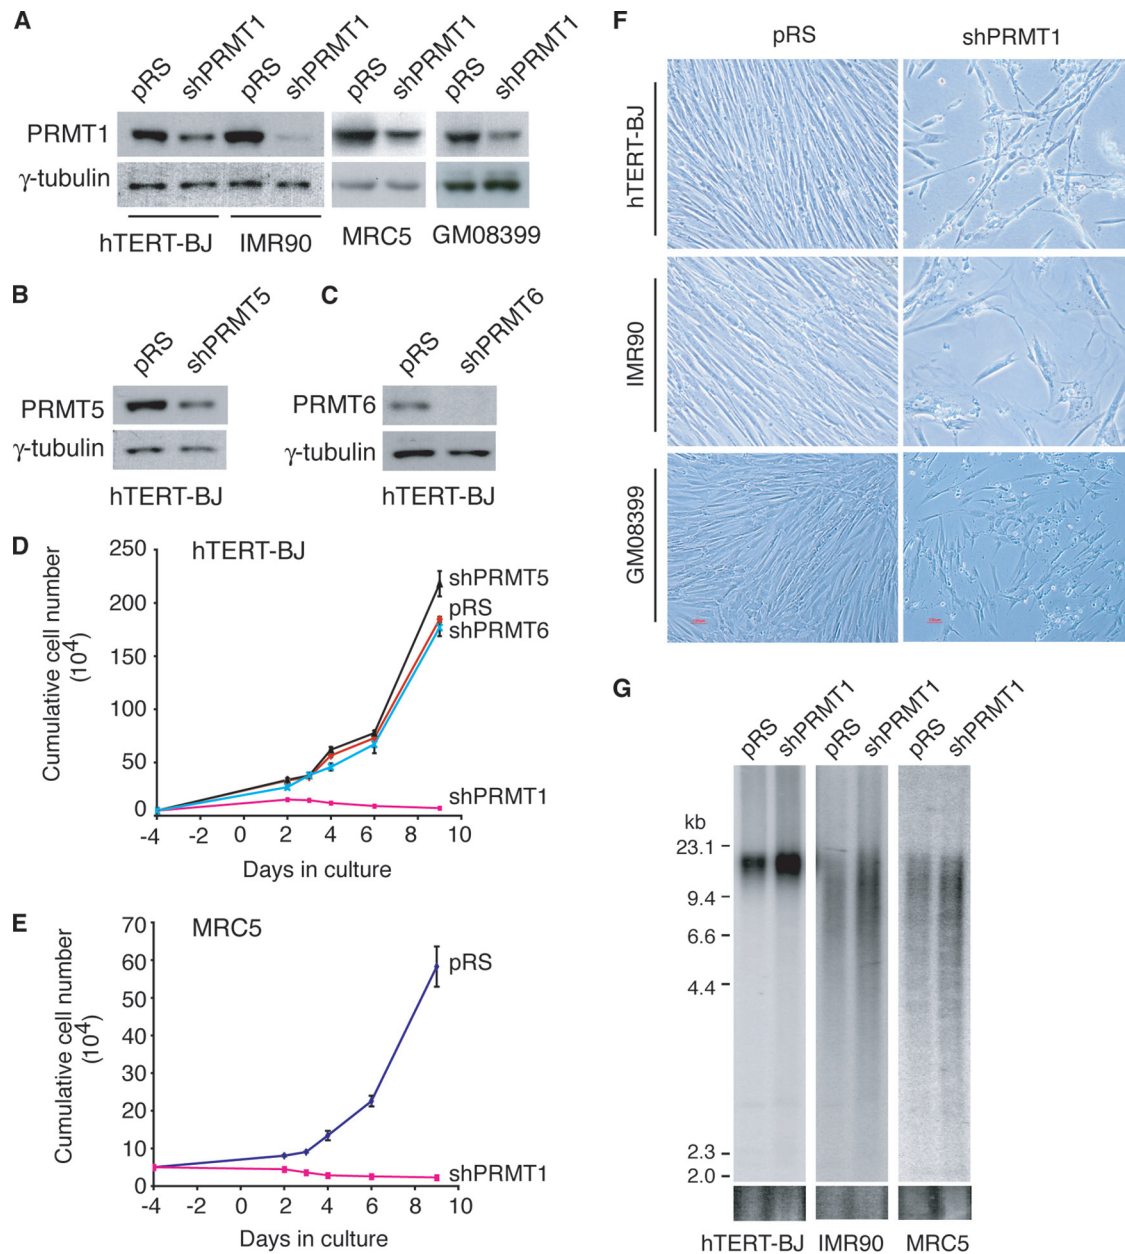 A
pRS
shPRMT1
pRS
shPRMT1
pRS
shPRMT1
pRS
shPRMT1
PRMT1
γ-tubulin
hTERT-BJ
IMR90
MRC5
GM08399
B
pRS
shPRMT5
PRMT5
γ-tubulin
hTERT-BJ
C
pRS
shPRMT6
PRMT6
γ-tubulin
hTERT-BJ
D
hTERT-BJ
Cumulative cell number
(10⁴)
250
200
150
100
50
0
-4
-2
0
2
4
6
8
10
Days in culture
shPRMT5
pRS
shPRMT6
shPRMT1
E
MRC5
Cumulative cell number
(10⁴)
70
60
50
40
30
20
10
0
-4
-2
0
2
4
6
8
10
Days in culture
pRS
shPRMT1
F
pRS
shPRMT1
hTERT-BJ
IMR90
GM08399
G
pRS
shPRMT1
pRS
shPRMT1
pRS
shPRMT1
kb
23.1
9.4
6.6
4.4
2.3
2.0
hTERT-BJ
IMR90
MRC5